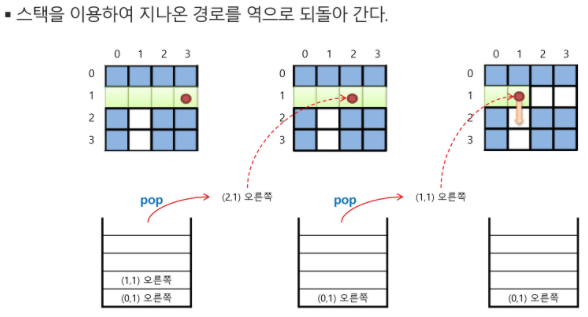 ▪ 스택을 이용하여 지나온 경로를 역으로 되돌아 간다.
0 1 2 3
0
1
2
3
0 1 2 3
0
1
2
3
0 1 2 3
0
1
2
3
pop
(2,1) 오른쪽
pop
(1,1) 오른쪽
(1,1) 오른쪽
(0,1) 오른쪽
(0,1) 오른쪽
(0,1) 오른쪽